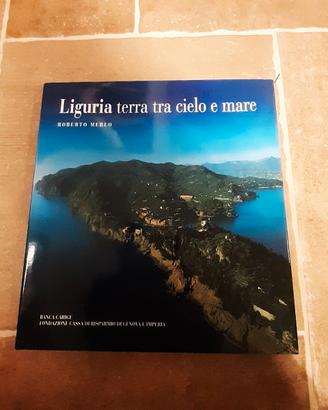 Liguria terra tra cielo e mare
ROBERTO MERLO
BANCA CARIGE
FONDAZIONE CASSA DI RISPARMIO DI GENOVA E IMPERIA